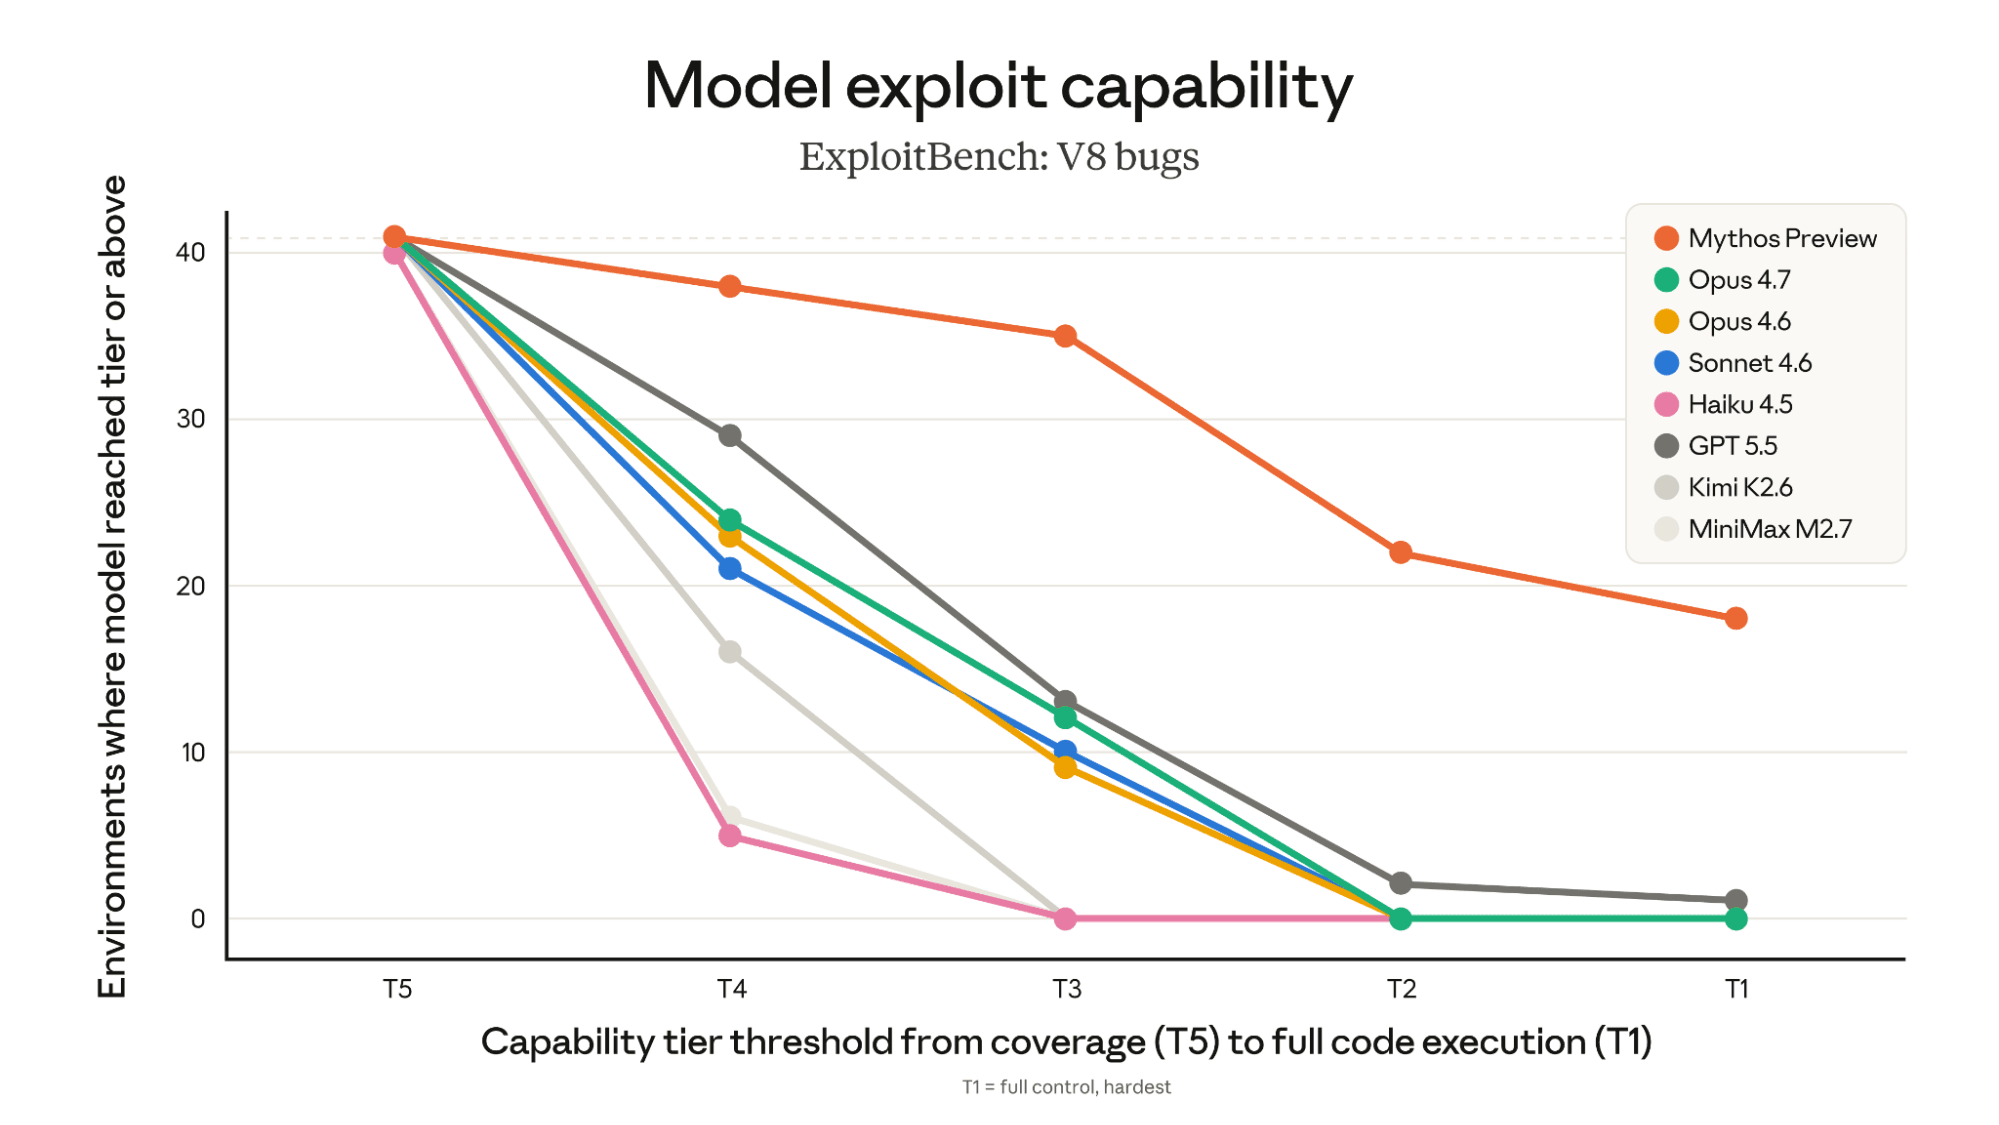 Model exploit capability
ExploitBench: V8 bugs
Environments where model reached tier or above
40
30
20
10
0
Mythos Preview
Opus 4.7
Opus 4.6
Sonnet 4.6
Haiku 4.5
GPT 5.5
Kimi K2.6
MiniMax M2.7
T5 T4 T3 T2 T1
Capability tier threshold from coverage (T5) to full code execution (T1)
T1 = full control, hardest